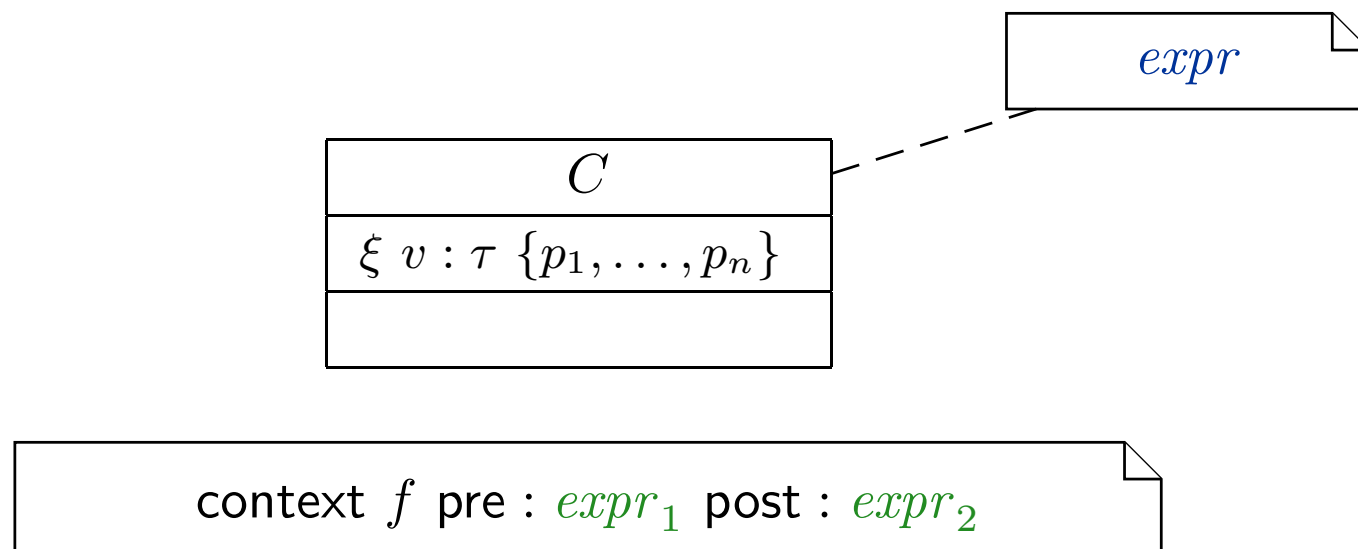 expr
C
ξ v : τ {p₁, . . . , pₙ}
context f pre : expr₁ post : expr₂